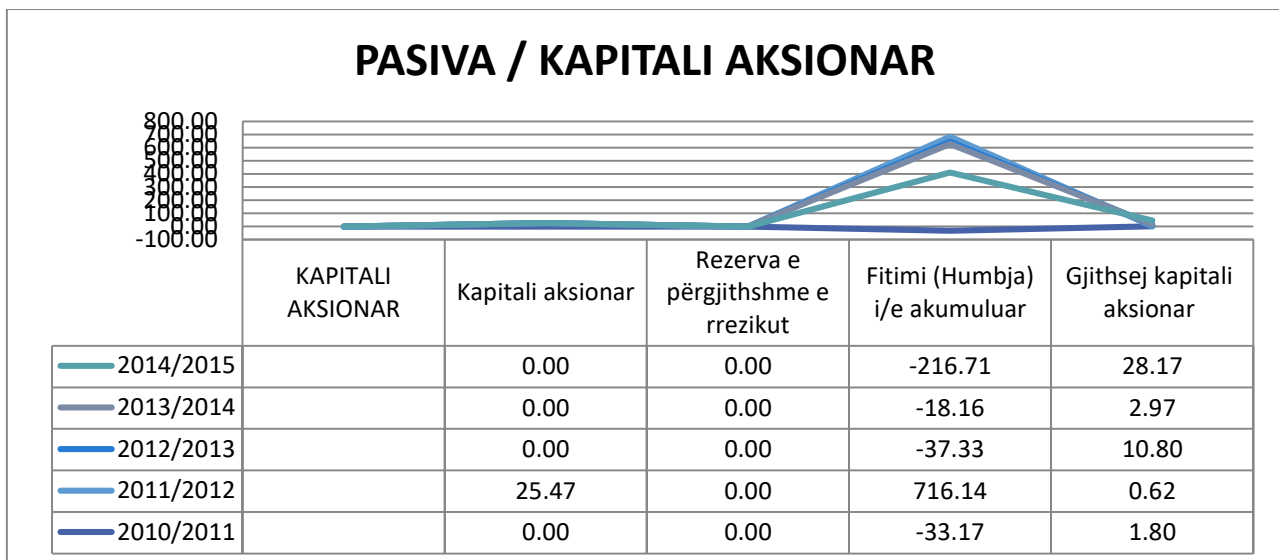 PASIVA / KAPITALI AKSIONAR
800.00
700.00
600.00
500.00
400.00
300.00
200.00
100.00
0.00
-100.00
KAPITALI
AKSIONAR
Kapitali aksionar
Rezerva e
përgjithshme e
rrezikut
Fitimi (Humbja)
i/e akumuluar
Gjithsej kapitali
aksionar
2014/2015 0.00 0.00 -216.71 28.17
2013/2014 0.00 0.00 -18.16 2.97
2012/2013 0.00 0.00 -37.33 10.80
2011/2012 25.47 0.00 716.14 0.62
2010/2011 0.00 0.00 -33.17 1.80